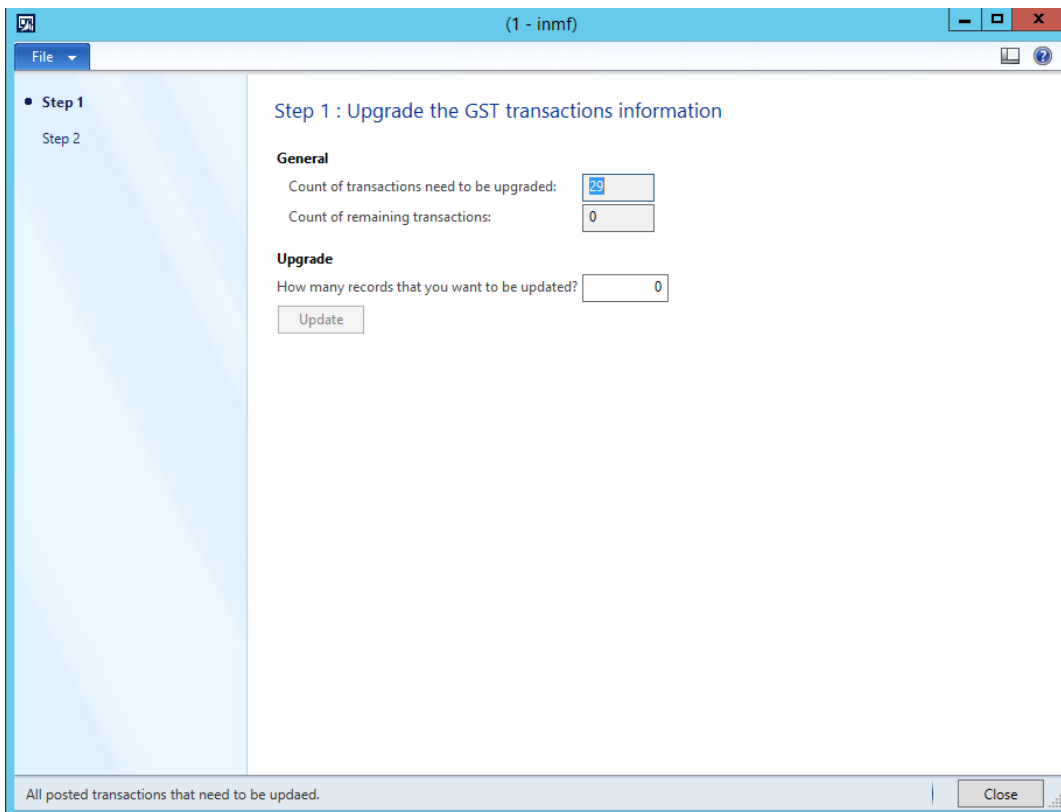 (1 - inmf)
File
Step 1
Step 2
Step 1 : Upgrade the GST transactions information
General
Count of transactions need to be upgraded: 29
Count of remaining transactions: 0
Upgrade
How many records that you want to be updated? 0
Update
All posted transactions that need to be updaed.
Close